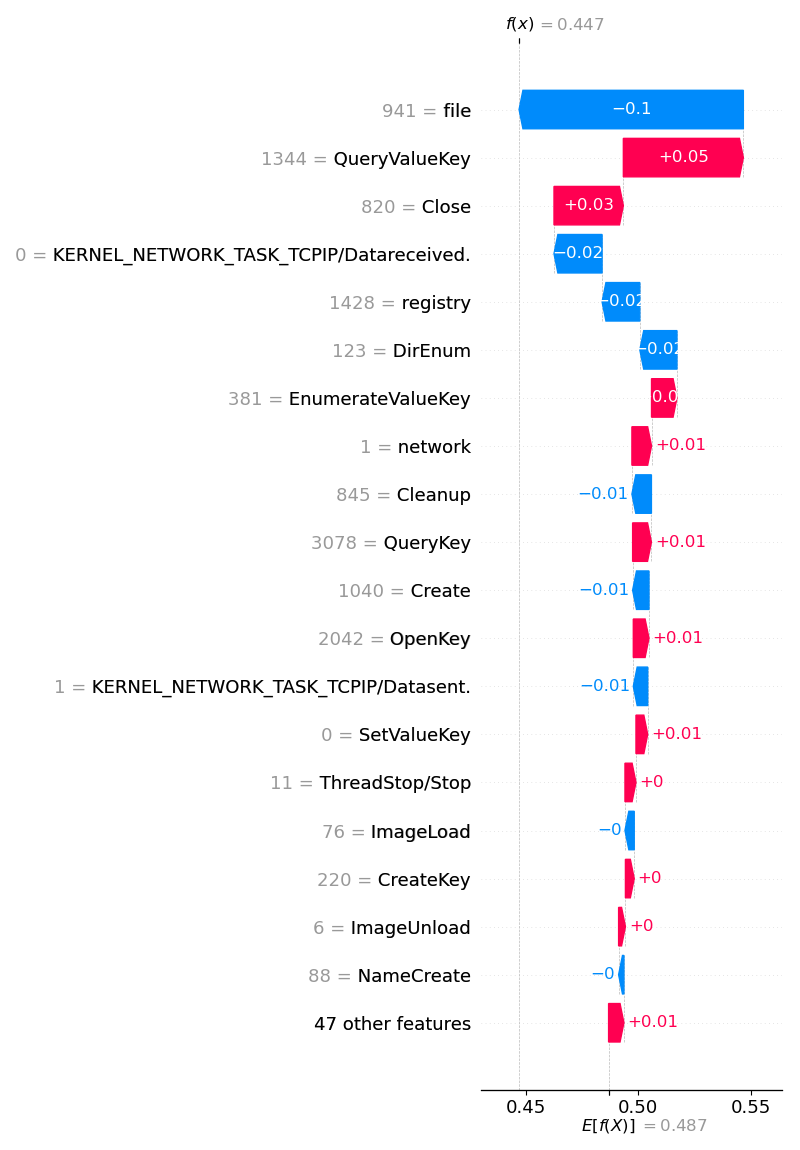 f(x) = 0.447
941 = file −0.1
1344 = QueryValueKey +0.05
820 = Close +0.03
0 = KERNEL_NETWORK_TASK_TCPIP/Datareceived. −0.02
1428 = registry −0.02
123 = DirEnum −0.02
381 = EnumerateValueKey
1 = network +0.01
845 = Cleanup −0.01
3078 = QueryKey +0.01
1040 = Create −0.01
2042 = OpenKey +0.01
1 = KERNEL_NETWORK_TASK_TCPIP/Datasent. −0.01
0 = SetValueKey +0.01
11 = ThreadStop/Stop +0
76 = ImageLoad −0
220 = CreateKey +0
6 = ImageUnload +0
88 = NameCreate −0
47 other features +0.01
0.45 0.50 0.55
E[f(X)] = 0.487